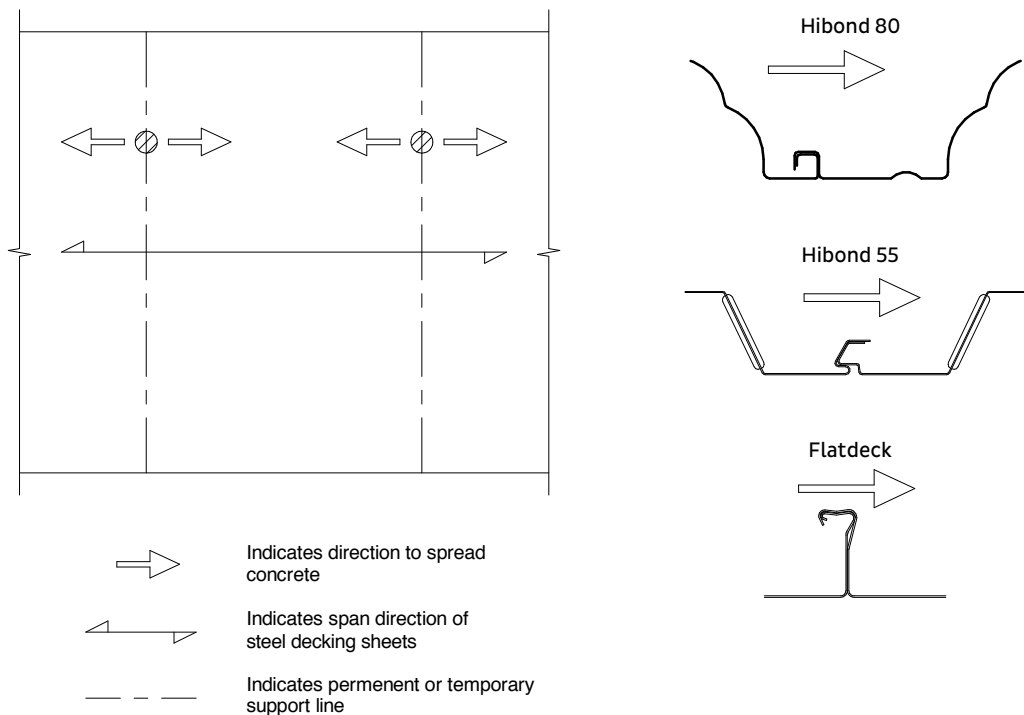 Hibond 80
Hibond 55
Flatdeck
Indicates direction to spread
concrete
Indicates span direction of
steel decking sheets
Indicates permenent or temporary
support line